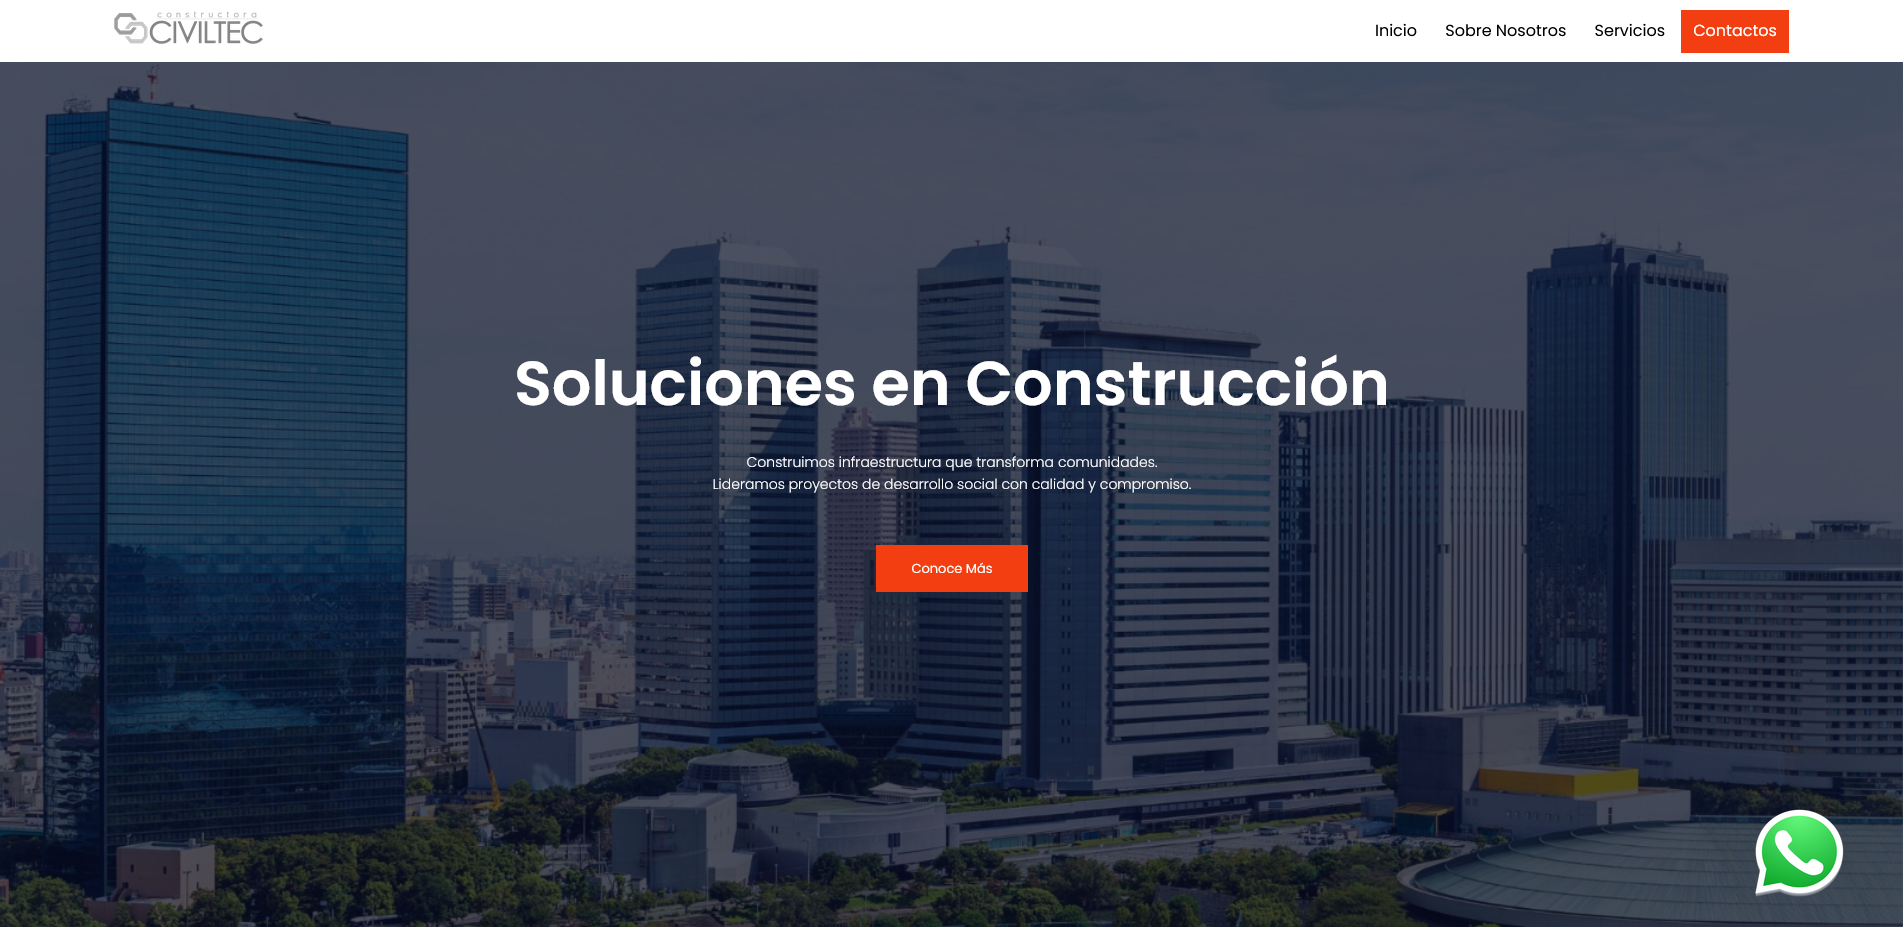 constructora
CIVILTEC
Inicio
Sobre Nosotros
Servicios
Contactos
Soluciones en Construcción
Construimos infraestructura que transforma comunidades.
Lideramos proyectos de desarrollo social con calidad y compromiso.
Conoce Más